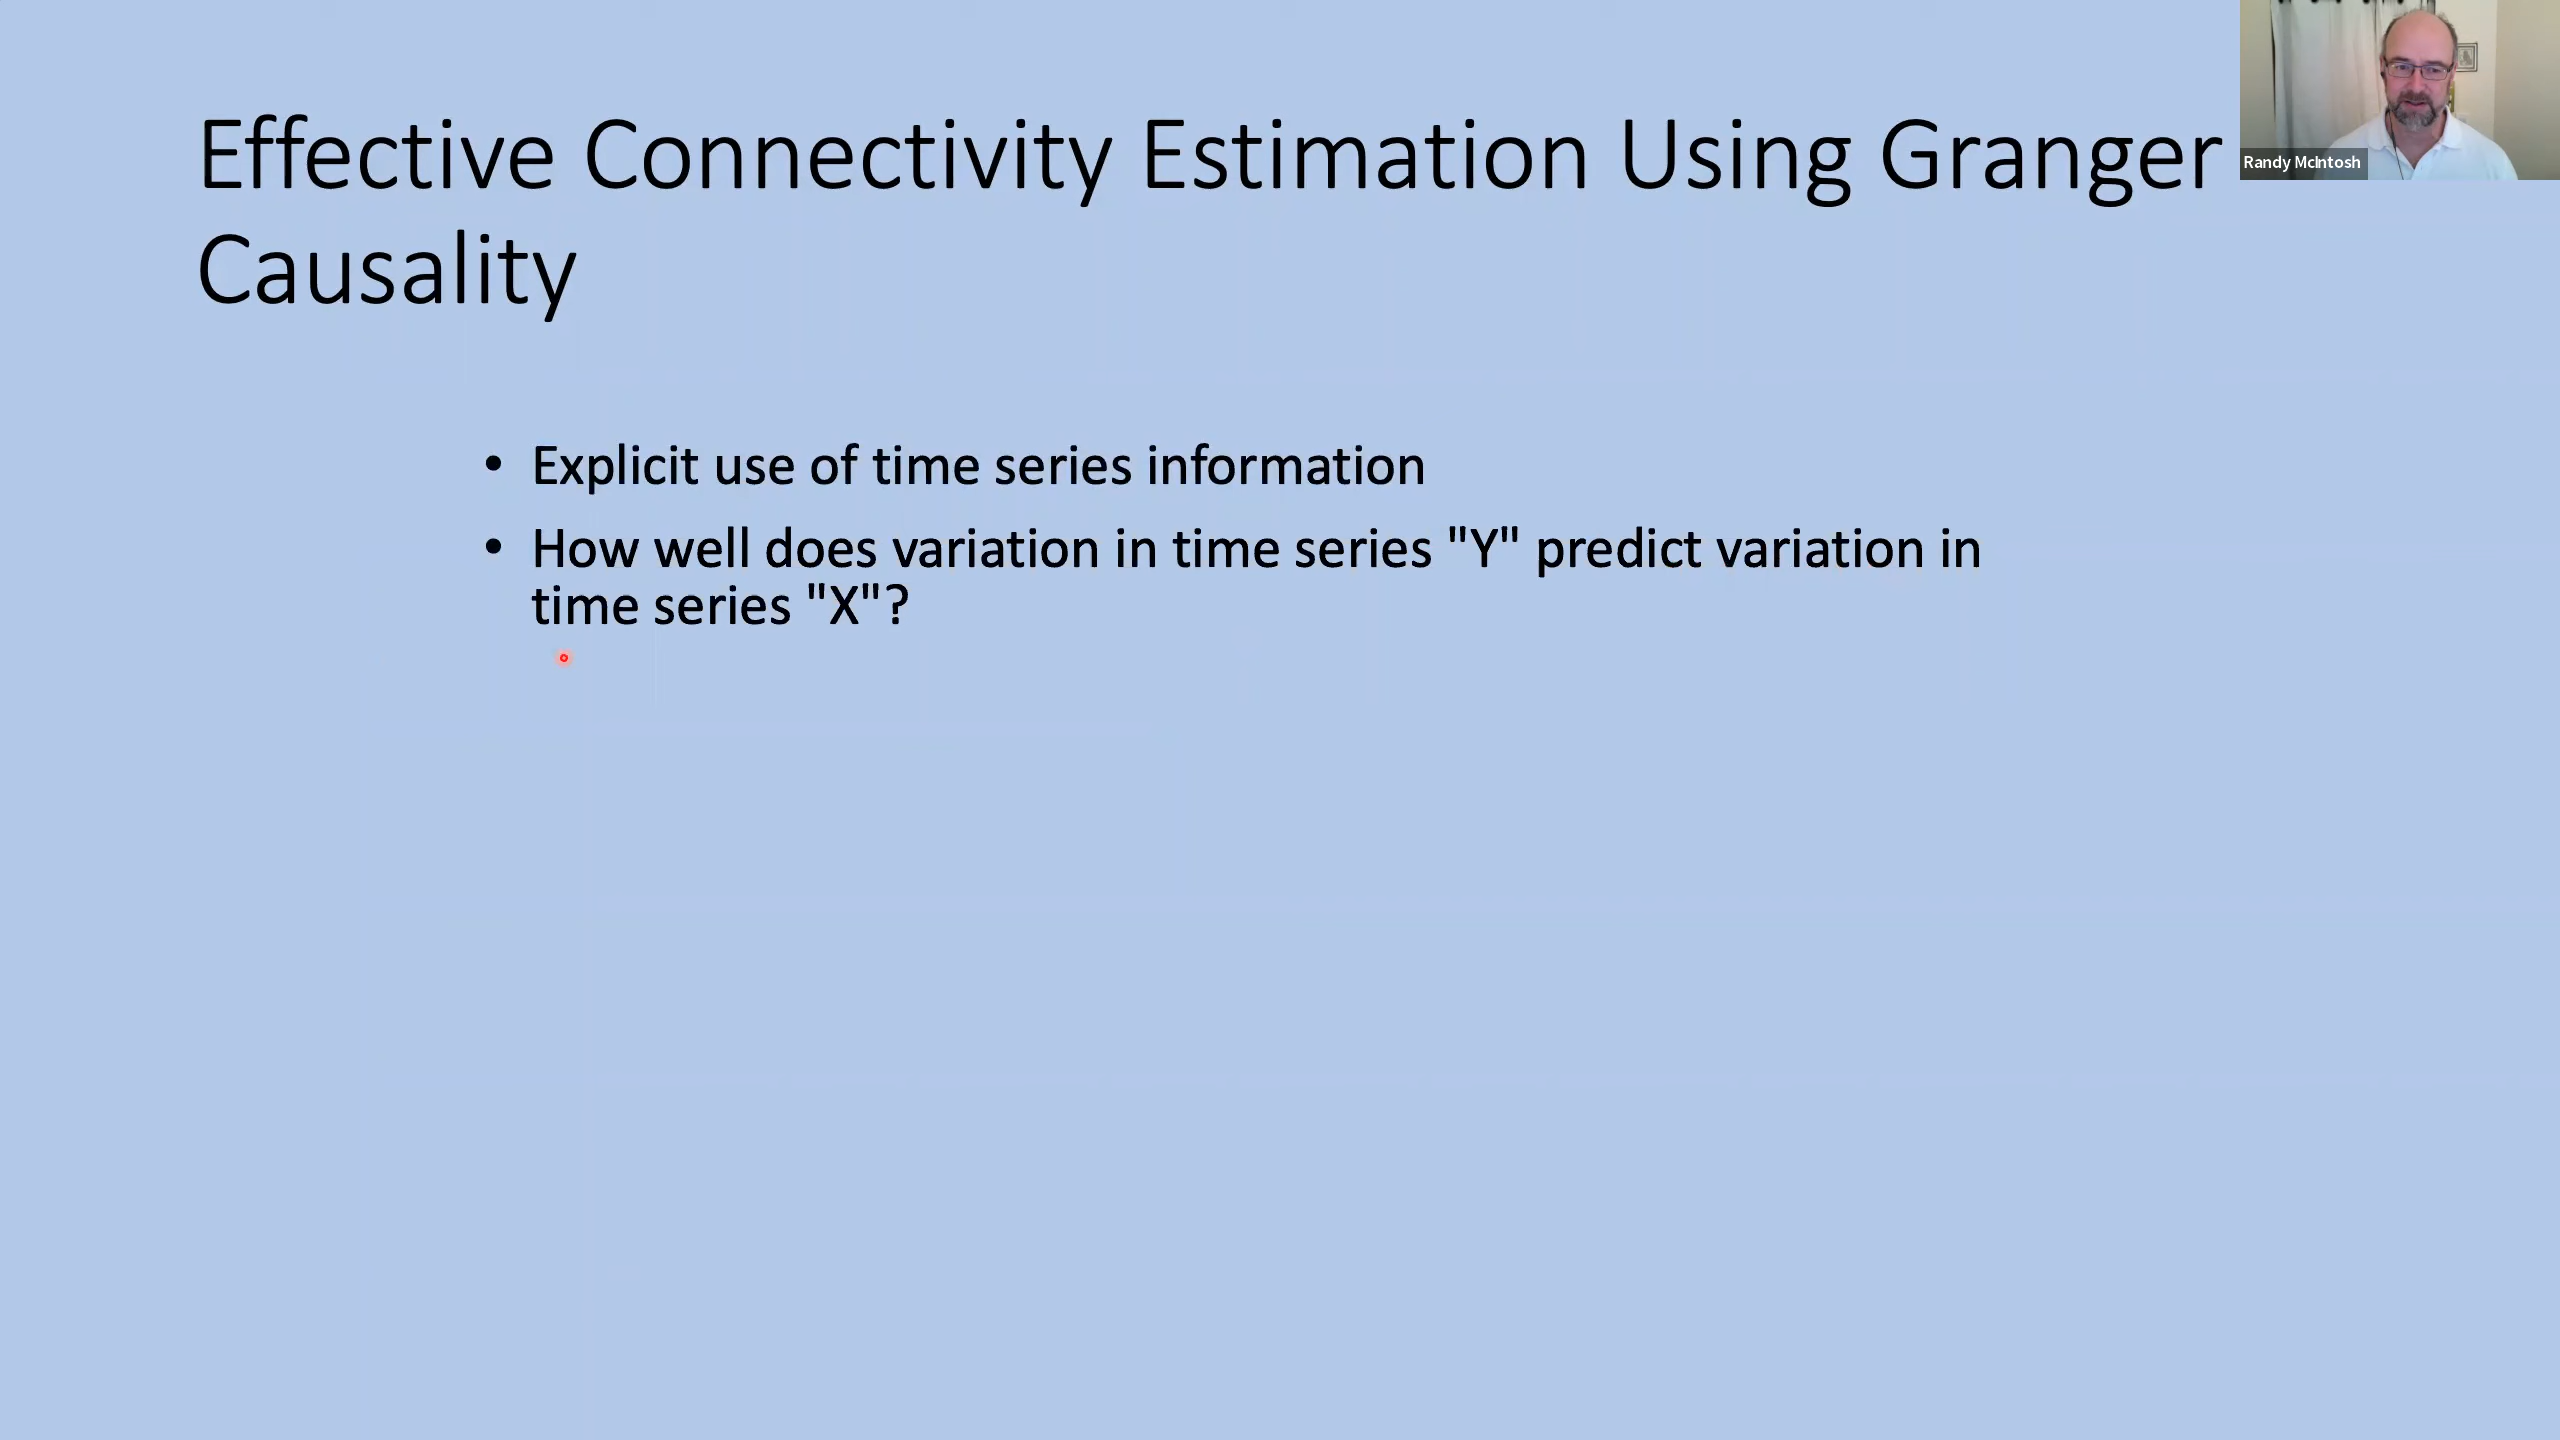 Effective Connectivity Estimation Using Granger
Causality
Randy McIntosh
• Explicit use of time series information
• How well does variation in time series "Y" predict variation in
time series "X"?